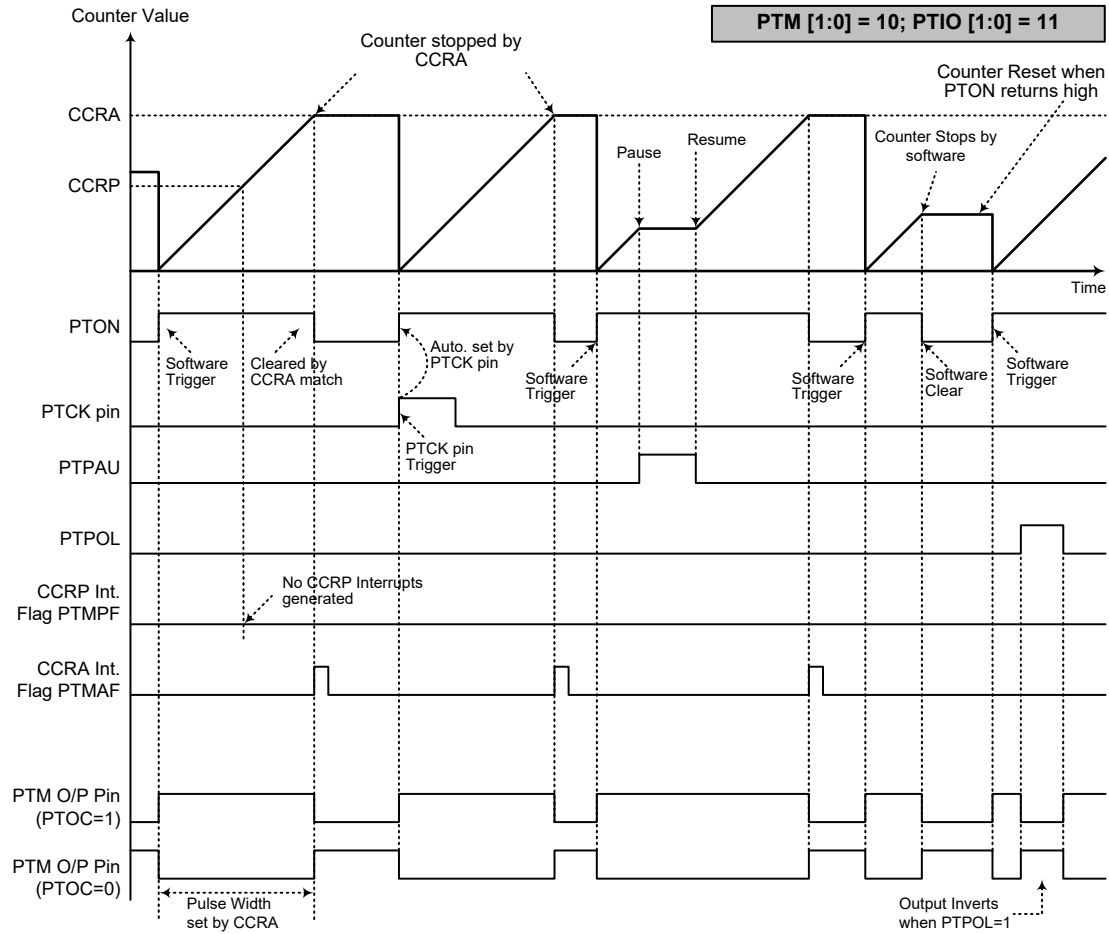 Counter Value
PTM [1:0] = 10; PTIO [1:0] = 11
Counter stopped by
CCRA
Counter Reset when
PTON returns high
CCRA
Pause
Resume
Counter Stops by
software
CCRP
Time
PTON
Software
Trigger
Cleared by
CCRA match
Auto. set by
PTCK pin
Software
Trigger
Software
Trigger
Software
Clear
Software
Trigger
PTCK pin
PTCK pin
Trigger
PTPAU
PTPOL
No CCRP Interrupts
generated
CCRP Int.
Flag PTMPF
CCRA Int.
Flag PTMAF
PTM O/P Pin
(PTOC=1)
PTM O/P Pin
(PTOC=0)
Pulse Width
set by CCRA
Output Inverts
when PTPOL=1